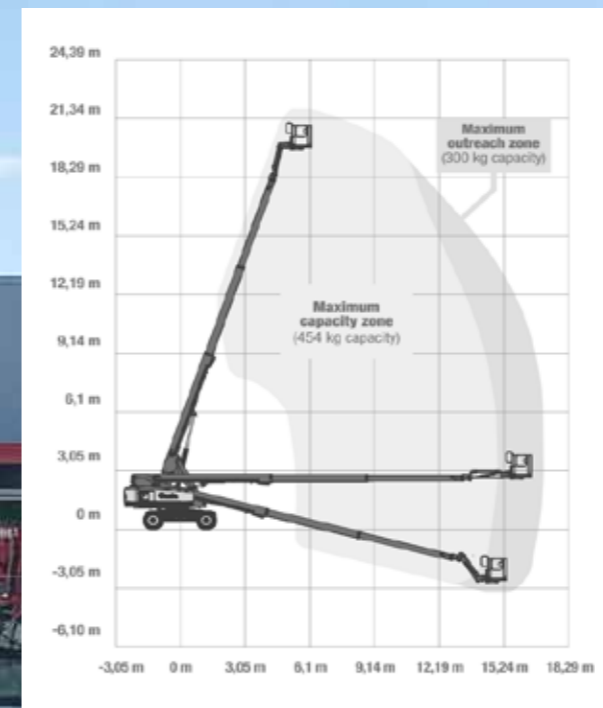 24,39 m
21,34 m
18,29 m
15,24 m
12,19 m
9,14 m
6,1 m
3,05 m
0 m
-3,05 m
-6,10 m
Maximum
outreach zone
(300 kg capacity)
Maximum
capacity zone
(454 kg capacity)
Genie
-3,05 m 0 m 3,05 m 6,1 m 9,14 m 12,19 m 15,24 m 18,29 m